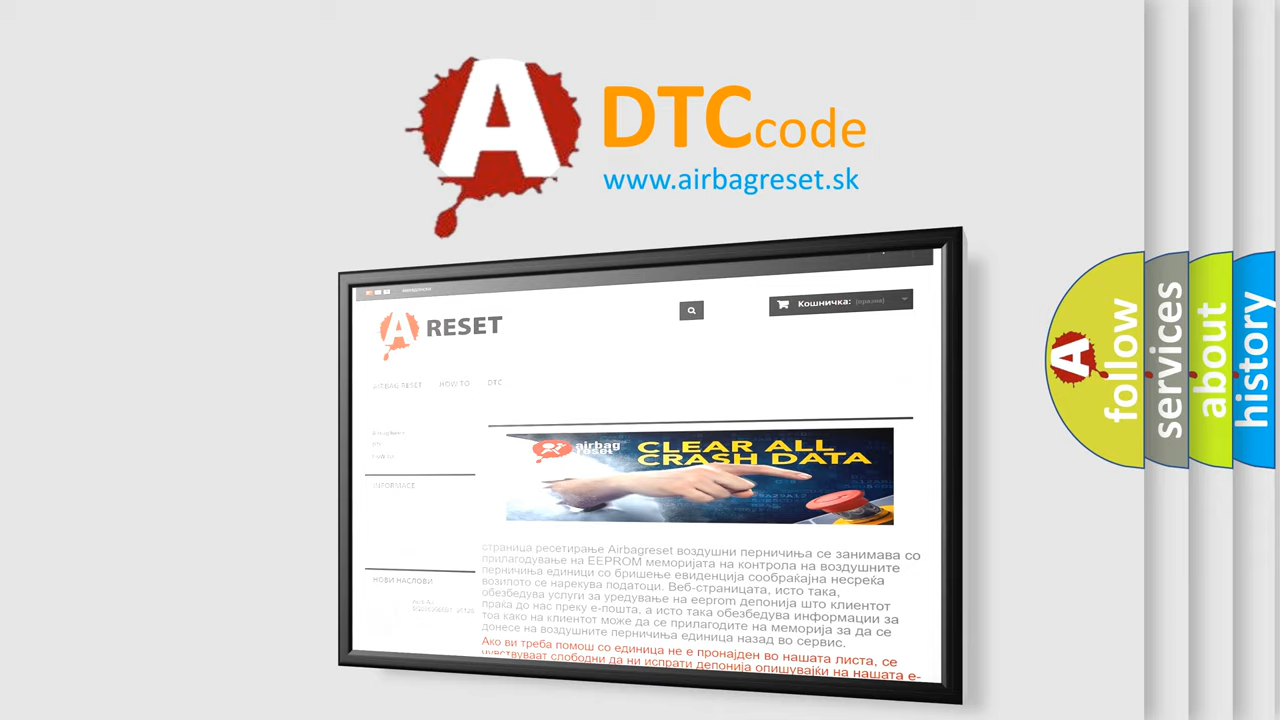 A
DTCcode
www.airbagreset.sk
Кошничка: (празни)
A RESET
AIRBAG RESET HOW TO DTC
INFORMACE
НОВИ НАСЛОВИ
airbag
reset
CLEAR ALL
CRASH DATA
страница ресетирање Airbagreset воздушни перничиња се занимава со
прилагодување на EEPROM меморијата на контрола на воздушните
перничиња единици со бришење евиденција сообраќајна несреќа
возилото се нарекува податоци. Веб-страницата, исто така,
обезбедува услуги за уредување на eeprom депонија што клиентот
праќа до нас преку е-пошта, а исто така обезбедува информации за
тоа како на клиентот може да се прилагодите на меморија за да се
донесе на воздушните перничиња единица назад во сервис.
Ако ви треба помош со единица не е пронајден во нашата листа, се
чувствуваат слободни да ни испрати депонија опишувајќи на нашата е-
A
follow
services
about
history